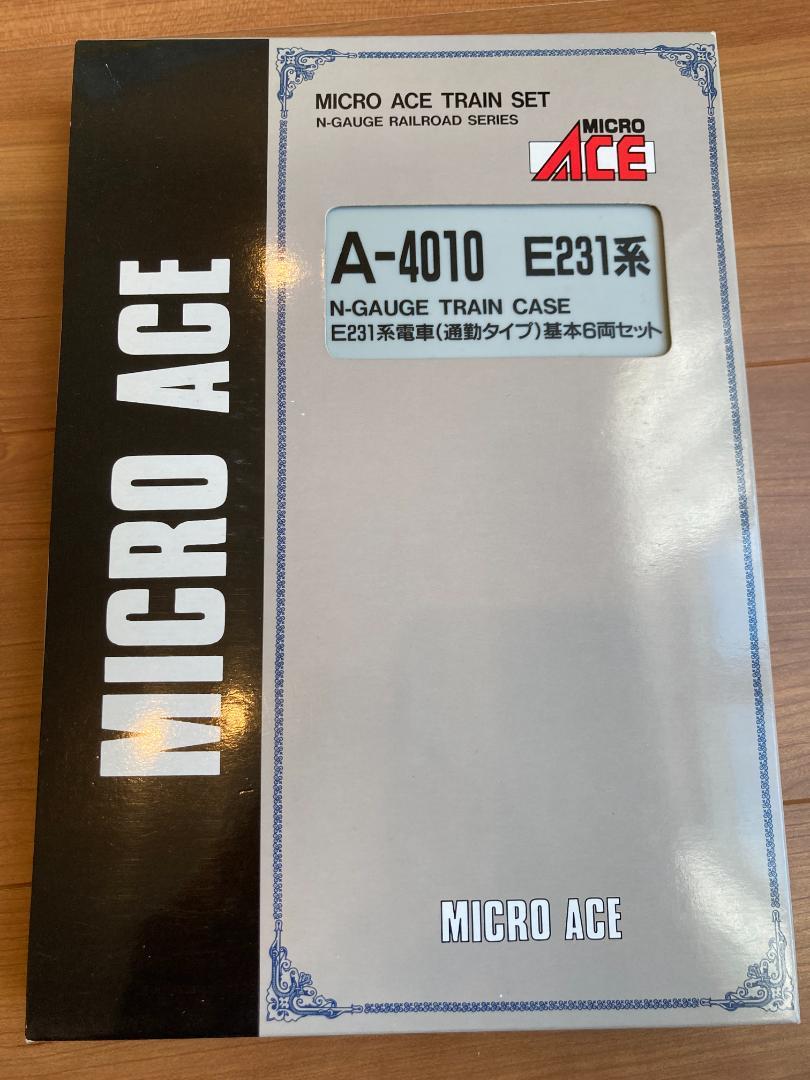 MICRO ACE
MICRO ACE TRAIN SET
N-GAUGE RAILROAD SERIES
MICRO
ACE
A-4010 E231系
N-GAUGE TRAIN CASE
E231系電車(通勤タイプ)基本6両セット
MICRO ACE